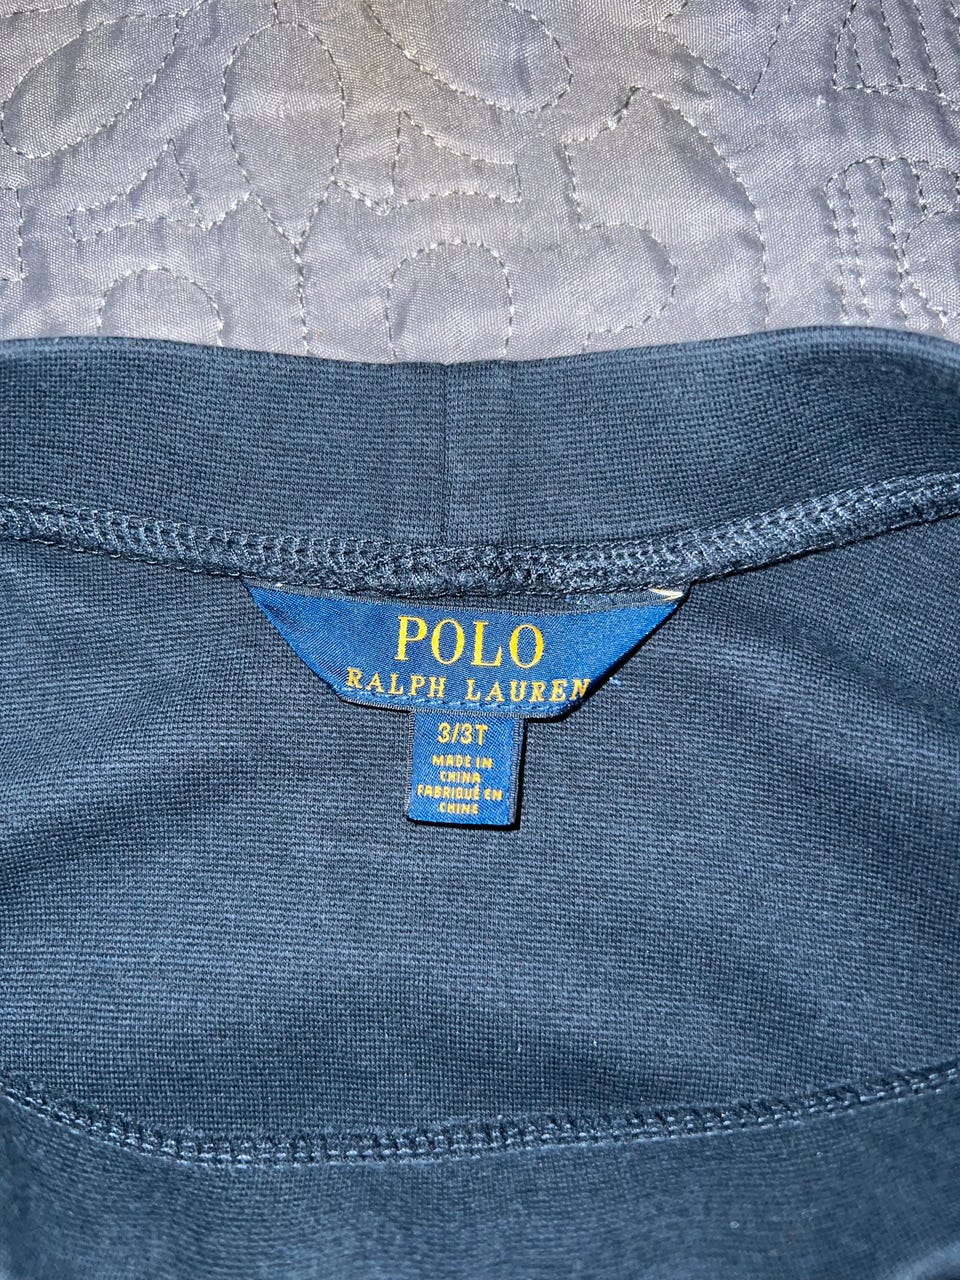 POLO
RALPH LAUREN
3/3T
MADE IN
CHINA
FABRIQUÉ EN
CHINE